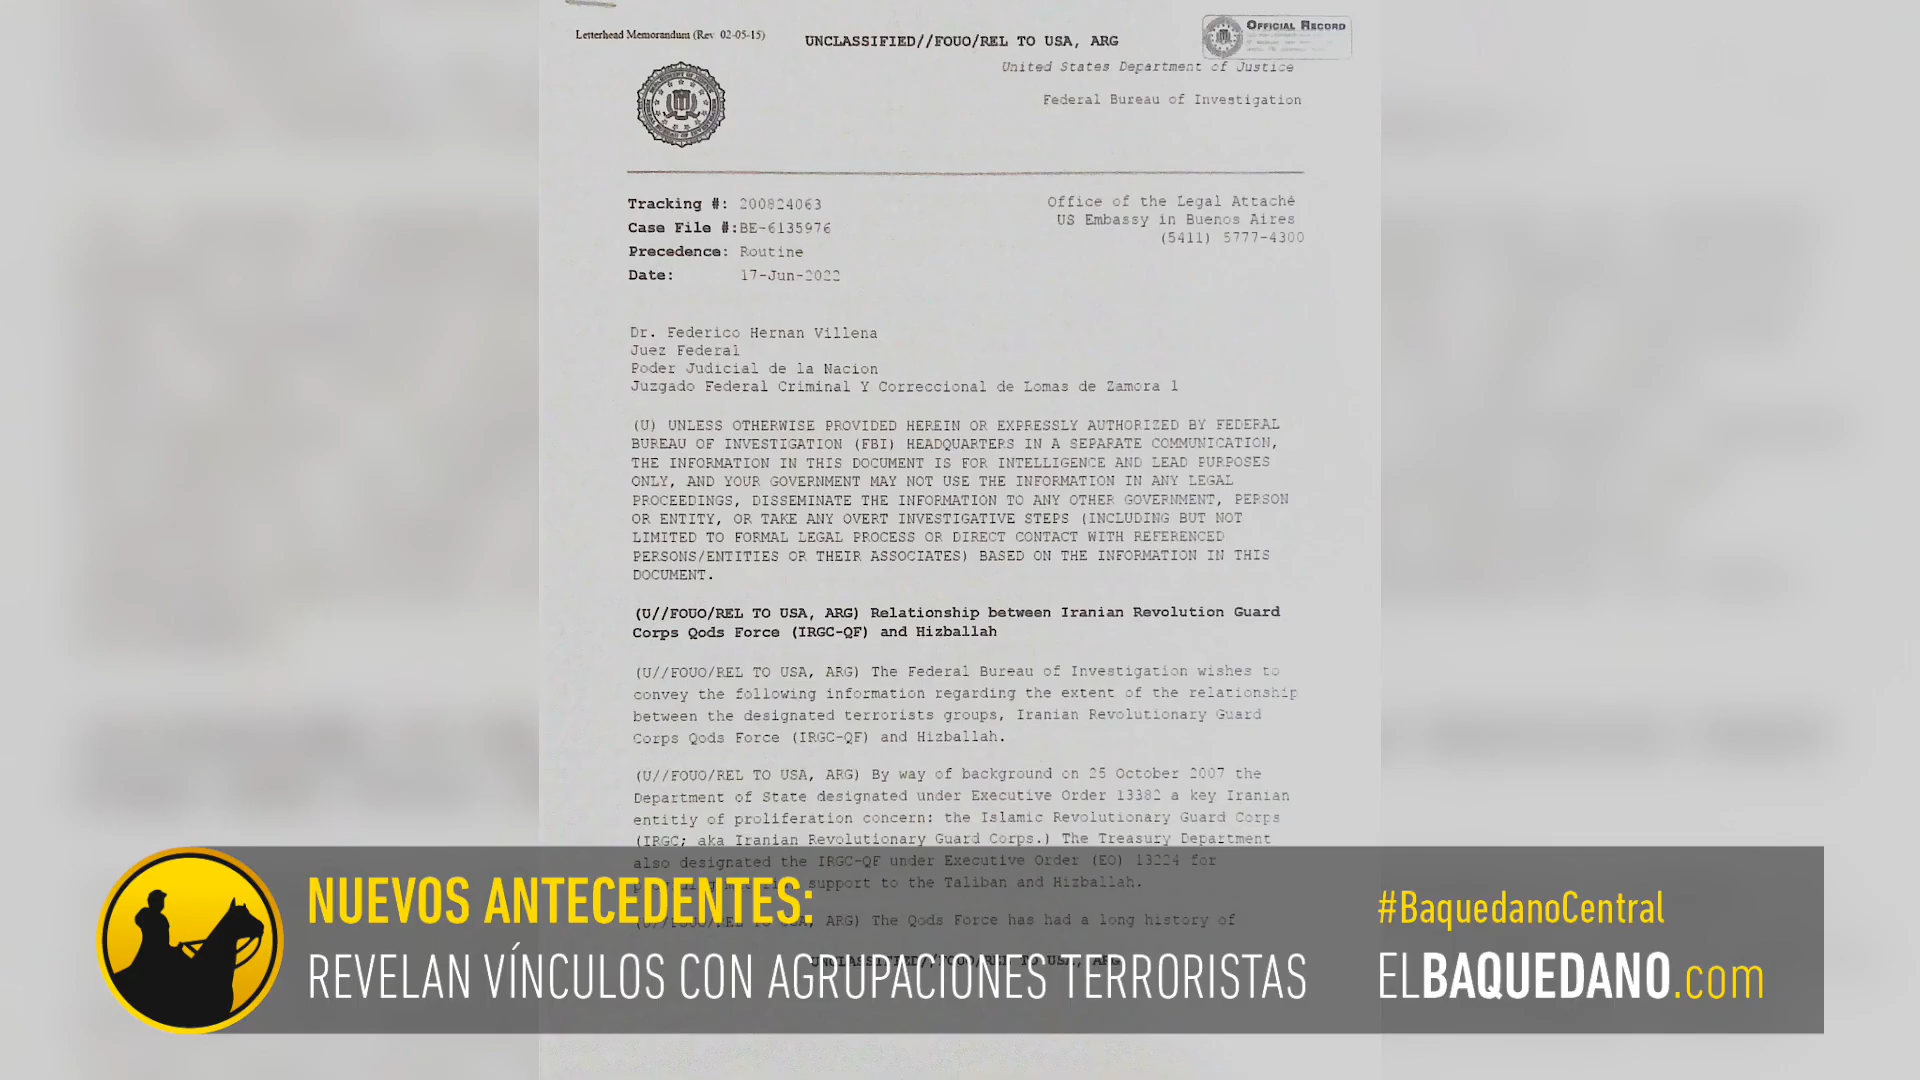 Letterhead Memorandum (Rev 02-05-15)
UNCLASSIFIED//FOUO/REL TO USA, ARG
OFFICIAL RECORD
United States Department of Justice
Federal Bureau of Investigation
Tracking #: 200824063
Case File #:BE-6135976
Precedence: Routine
Date: 17-Jun-2022
Office of the Legal Attaché
US Embassy in Buenos Aires
(5411) 5777-4300
Dr. Federico Hernan Villena
Juez Federal
Poder Judicial de la Nacion
Juzgado Federal Criminal Y Correccional de Lomas de Zamora 1
(U) UNLESS OTHERWISE PROVIDED HEREIN OR EXPRESSLY AUTHORIZED BY FEDERAL
BUREAU OF INVESTIGATION (FBI) HEADQUARTERS IN A SEPARATE COMMUNICATION,
THE INFORMATION IN THIS DOCUMENT IS FOR INTELLIGENCE AND LEAD PURPOSES
ONLY, AND YOUR GOVERNMENT MAY NOT USE THE INFORMATION IN ANY LEGAL
PROCEEDINGS, DISSEMINATE THE INFORMATION TO ANY OTHER GOVERNMENT, PERSON
OR ENTITY, OR TAKE ANY OVERT INVESTIGATIVE STEPS (INCLUDING BUT NOT
LIMITED TO FORMAL LEGAL PROCESS OR DIRECT CONTACT WITH REFERENCED
PERSONS/ENTITIES OR THEIR ASSOCIATES) BASED ON THE INFORMATION IN THIS
DOCUMENT.
(U//FOUO/REL TO USA, ARG) Relationship between Iranian Revolution Guard
Corps Qods Force (IRGC-QF) and Hizballah
(U//FOUO/REL TO USA, ARG) The Federal Bureau of Investigation wishes to
convey the following information regarding the extent of the relationship
between the designated terrorists groups, Iranian Revolutionary Guard
Corps Qods Force (IRGC-QF) and Hizballah.
(U//FOUO/REL TO USA, ARG) By way of background on 25 October 2007 the
Department of State designated under Executive Order 13382 a key Iranian
entitiy of proliferation concern: the Islamic Revolutionary Guard Corps
(IRGC; aka Iranian Revolutionary Guard Corps.) The Treasury Department
also designated the IRGC-QF under Executive Order (EO) 13224 for
support to the Taliban and Hizballah.
(U//FOUO/REL TO USA, ARG) The Qods Force has had a long history of
UNCLASSIFIED//FOUO/REL TO USA, ARG
NUEVOS ANTECEDENTES:
REVELAN VÍNCULOS CON AGRUPACIONES TERRORISTAS
#BaquedanoCentral
ELBAQUEDANO.com